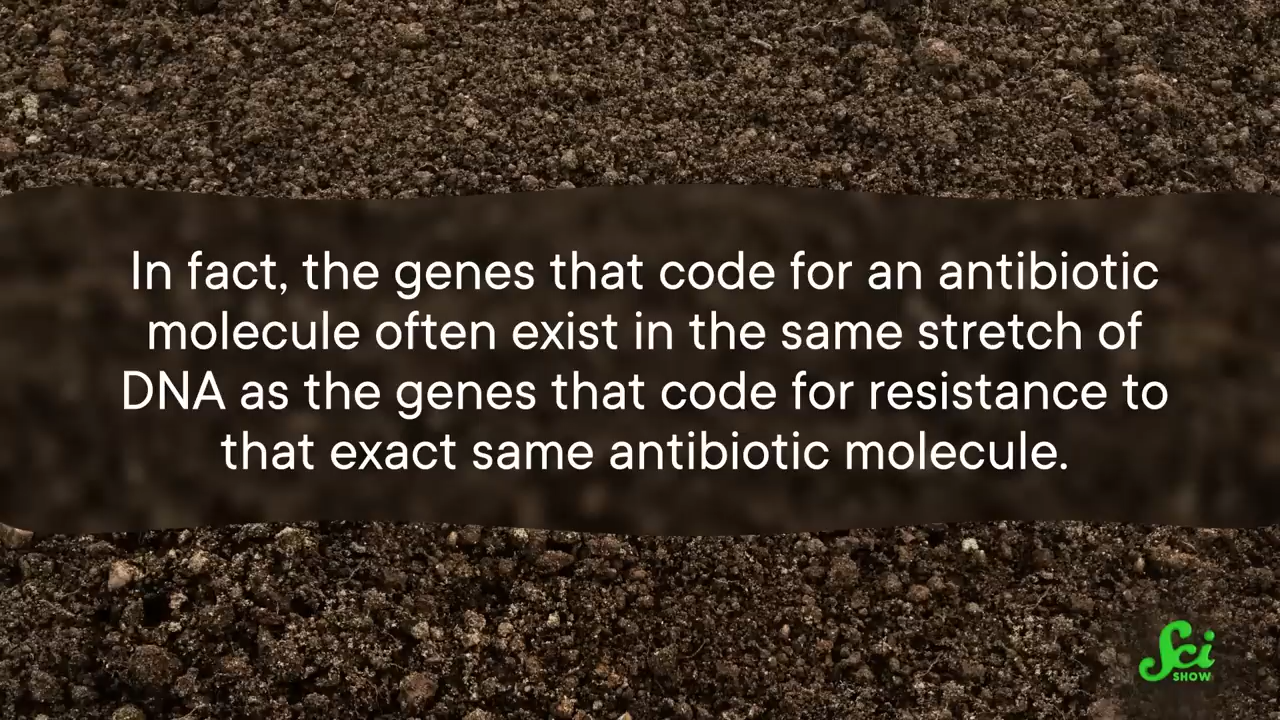 In fact, the genes that code for an antibiotic
molecule often exist in the same stretch of
DNA as the genes that code for resistance to
that exact same antibiotic molecule.
Sci
SHOW